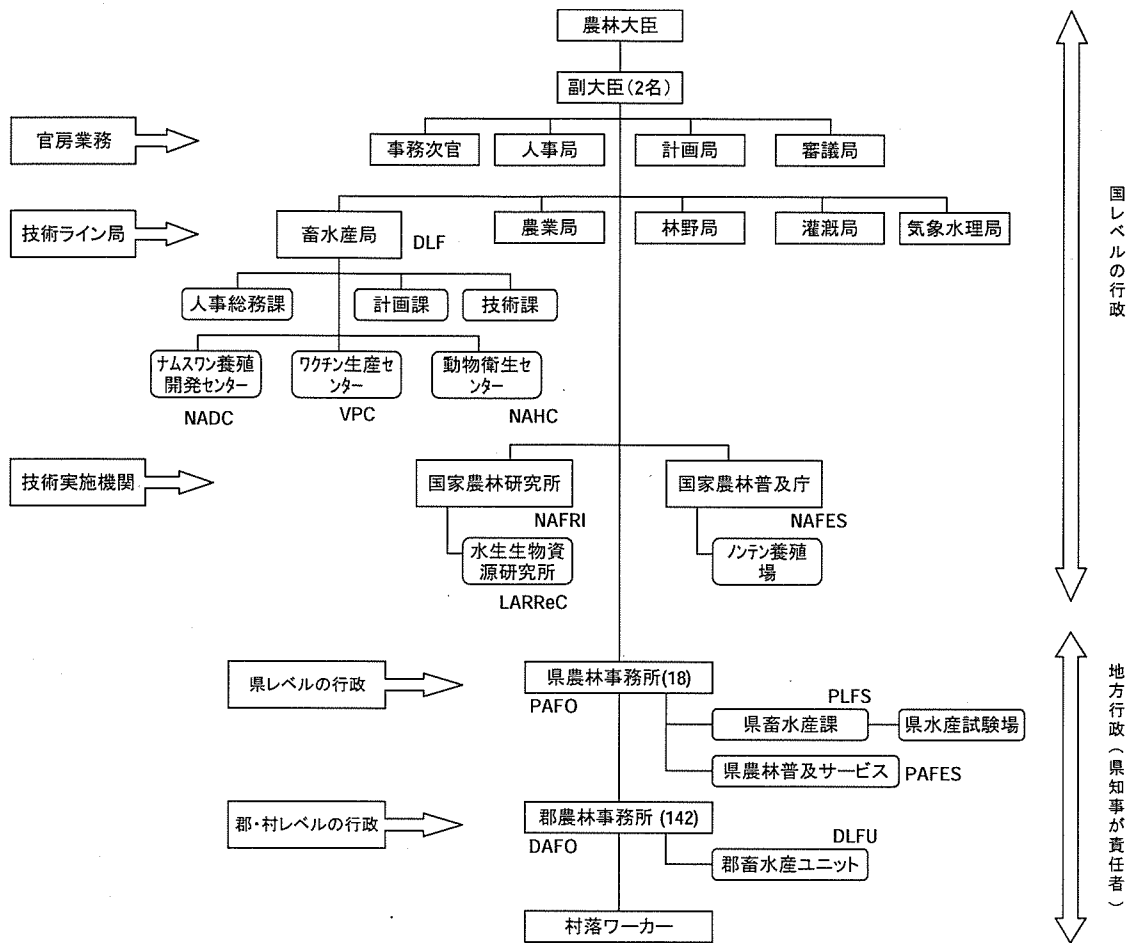 農林大臣
副大臣(2名)
官房業務
事務次官
人事局
計画局
審議局
技術ライン局
畜水産局
DLF
農業局
林野局
灌漑局
気象水理局
人事総務課
計画課
技術課
ナムスワン養殖
開発センター
NADC
ワクチン生産セ
ンター
VPC
動物衛生セ
ンター
NAHC
技術実施機関
国家農林研究所
NAFRI
国家農林普及庁
NAFES
水生生物資
源研究所
LARReC
ノンテン養殖
場
国レベルの行政
県レベルの行政
県農林事務所(18)
PAFO
PLFS
県畜水産課
県水産試験場
県農林普及サービス
PAFES
郡・村レベルの行政
郡農林事務所 (142)
DAFO
DLFU
郡畜水産ユニット
村落ワーカー
地方行政(県知事が責任者)